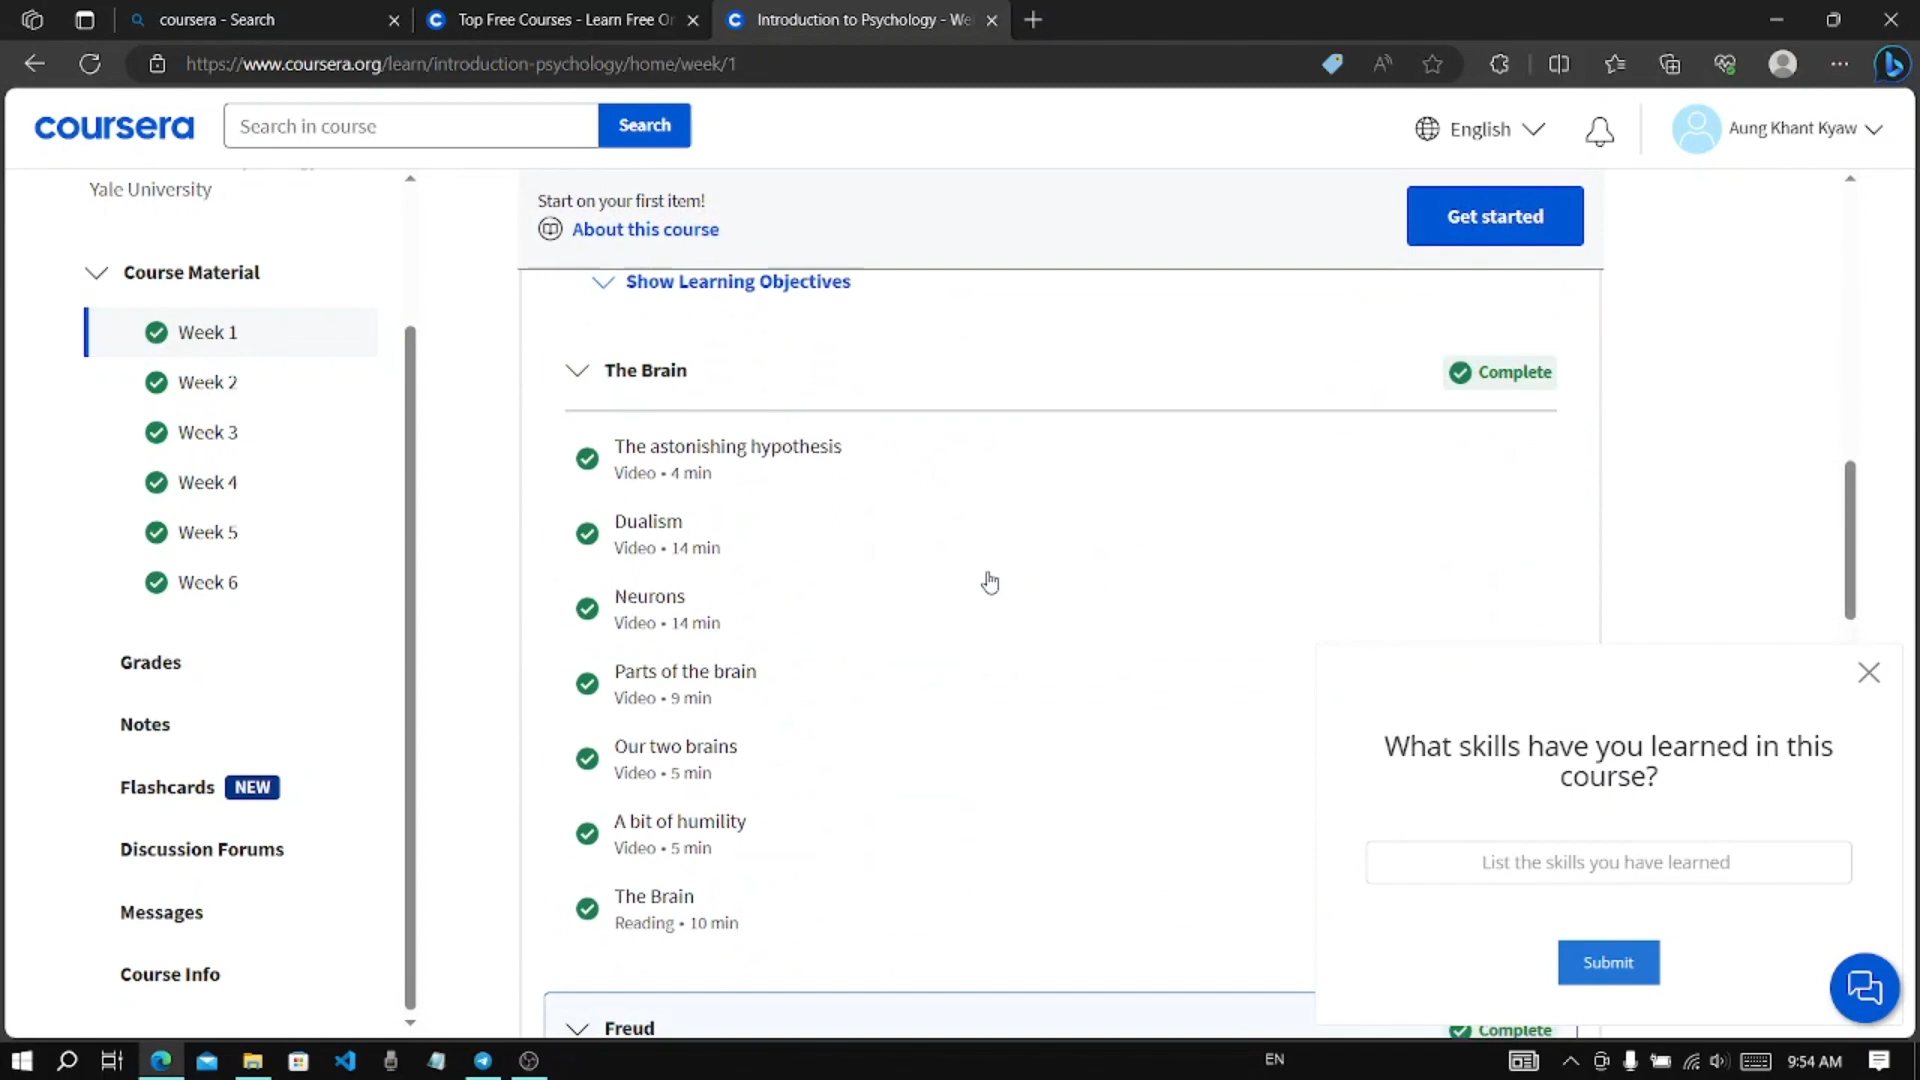 coursera - Search
Top Free Courses - Learn Free O
Introduction to Psychology - We
https://www.coursera.org/learn/introduction-psychology/home/week/1
coursera
Search in course
Search
English
Aung Khant Kyaw
Yale University
Course Material
Week 1
Week 2
Week 3
Week 4
Week 5
Week 6
Grades
Notes
Flashcards NEW
Discussion Forums
Messages
Course Info
Start on your first item!
About this course
Get started
Show Learning Objectives
The Brain
Complete
The astonishing hypothesis
Video • 4 min
Dualism
Video • 14 min
Neurons
Video • 14 min
Parts of the brain
Video • 9 min
Our two brains
Video • 5 min
A bit of humility
Video • 5 min
The Brain
Reading • 10 min
Freud
Complete
What skills have you learned in this
course?
List the skills you have learned
Submit
EN
9:54 AM